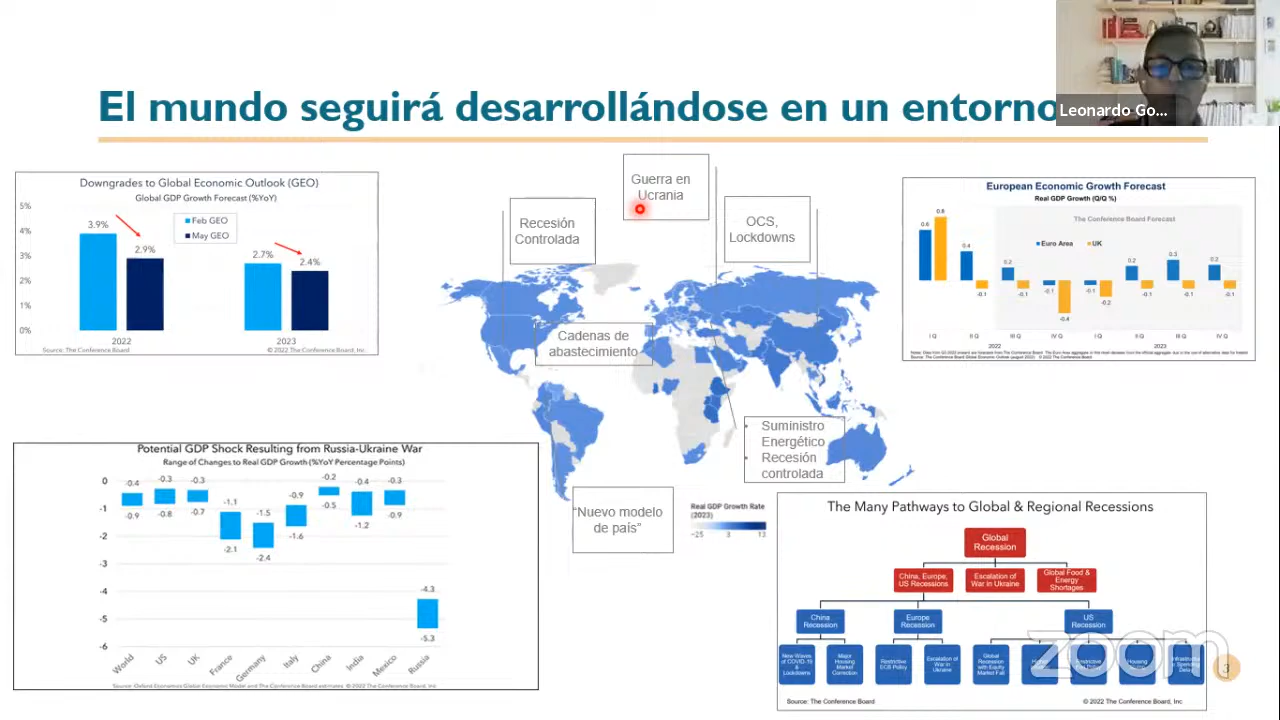 El mundo seguirá desarrollándose en un entorno
Leonardo Go...
Downgrades to Global Economic Outlook (GEO)
Global GDP Growth Forecast (%YoY)
5%
4%
3%
2%
1%
0%
Feb GEO
May GEO
3.9%
2.9%
2.7%
2.4%
2022
2023
Source: The Conference Board
© 2022 The Conference Board, Inc.
Guerra en
Ucrania
Recesión
Controlada
OCS,
Lockdowns
Cadenas de
abastecimiento
• Suministro
Energético
• Recesión
controlada
"Nuevo modelo
de país"
Real GDP Growth Rate
(2023)
-25
3
13
European Economic Growth Forecast
Real GDP Growth (Q/Q %)
The Conference Board Forecast
Euro Area
UK
0.6
0.8
0.4
-0.1
0.2
-0.1
-0.1
-0.4
-0.1
-0.2
0.2
-0.1
0.3
-0.1
0.2
-0.1
I Q
II Q
III Q
IV Q
I Q
II Q
III Q
IV Q
2022
2023
Potential GDP Shock Resulting from Russia-Ukraine War
Range of Changes to Real GDP Growth (%YoY Percentage Points)
0
-1
-2
-3
-4
-5
-6
-0.4
-0.9
-0.3
-0.8
-0.3
-0.7
-1.1
-2.1
-1.5
-2.4
-0.9
-1.6
-0.2
-0.5
-0.4
-1.2
-0.3
-0.9
-4.3
-5.3
World
US
UK
France
Germany
Italy
China
India
Mexico
Russia
Source: Oxford Economics Global Economic Model and The Conference Board estimates © 2022 The Conference Board, Inc.
The Many Pathways to Global & Regional Recessions
Global
Recession
China, Europe,
US Recessions
Escalation of
War in Ukraine
Global Food &
Energy
Shortages
China
Recession
Europe
Recession
US
Recession
New Waves
of COVID-19
&
Lockdowns
Major
Housing
Market
Correction
Restrictive
ECB Policy
Escalation of
War in
Ukraine
Global
Recession
with Equity
Market Fall
Housing
Source: The Conference Board
© 2022 The Conference Board, Inc
zoom
3